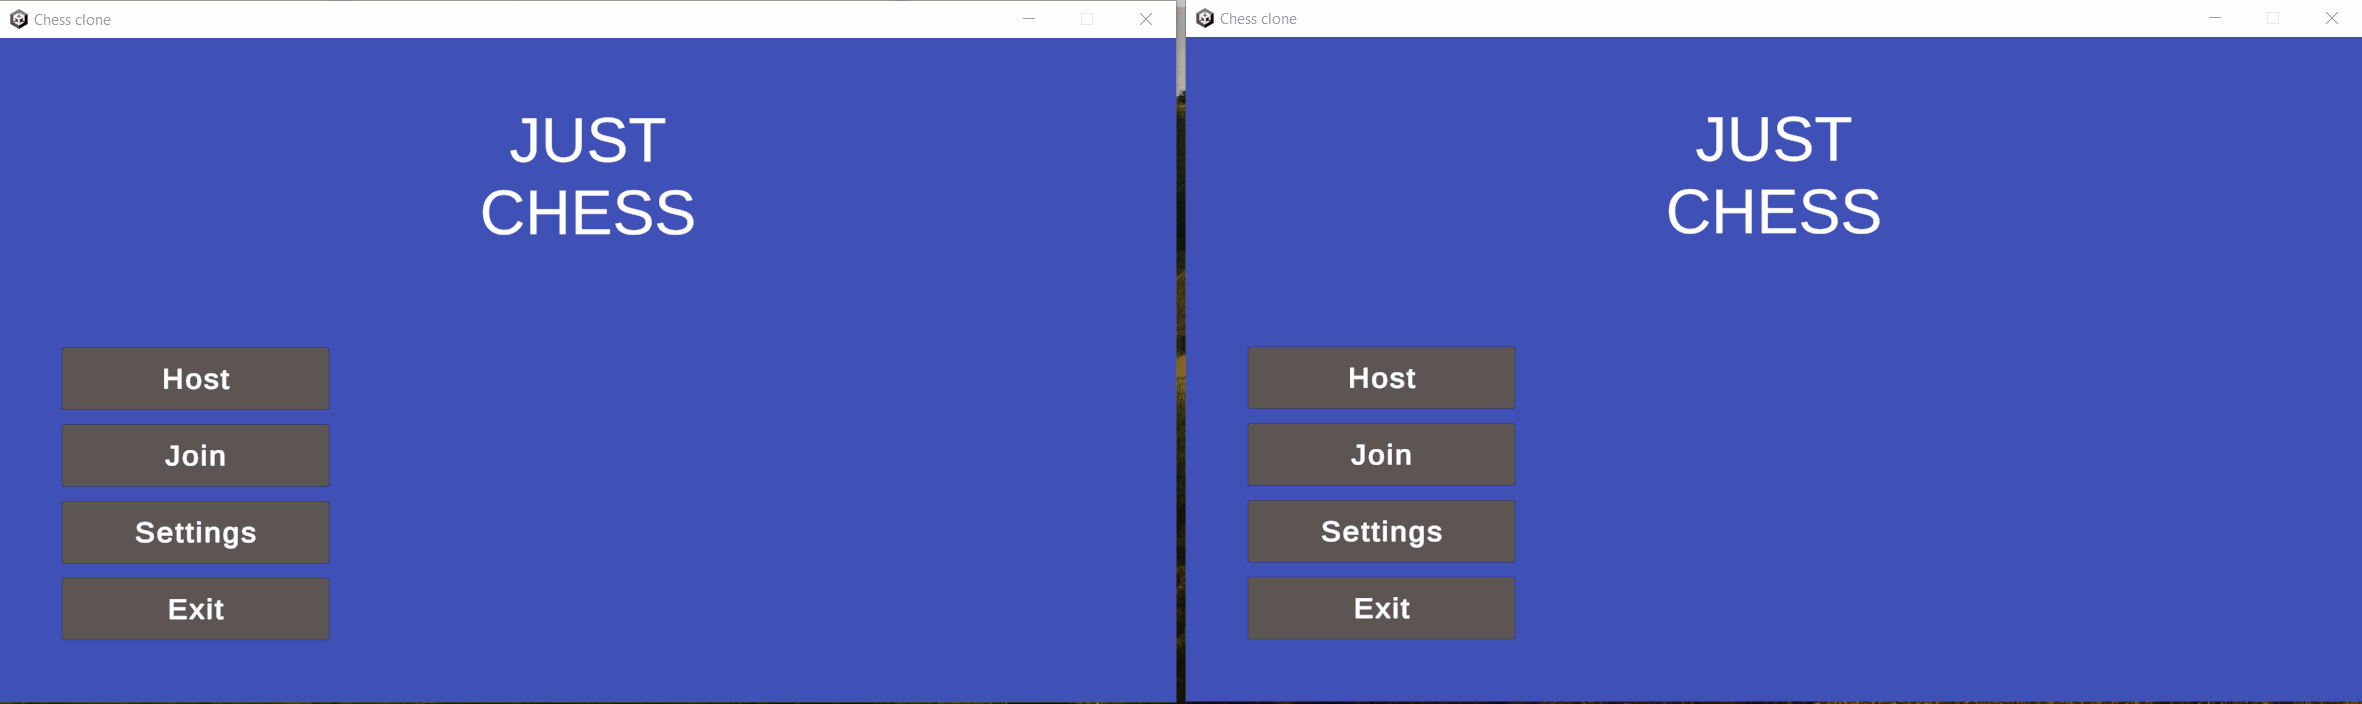 Chess clone
JUST
CHESS
Host
Join
Settings
Exit
Chess clone
JUST
CHESS
Host
Join
Settings
Exit